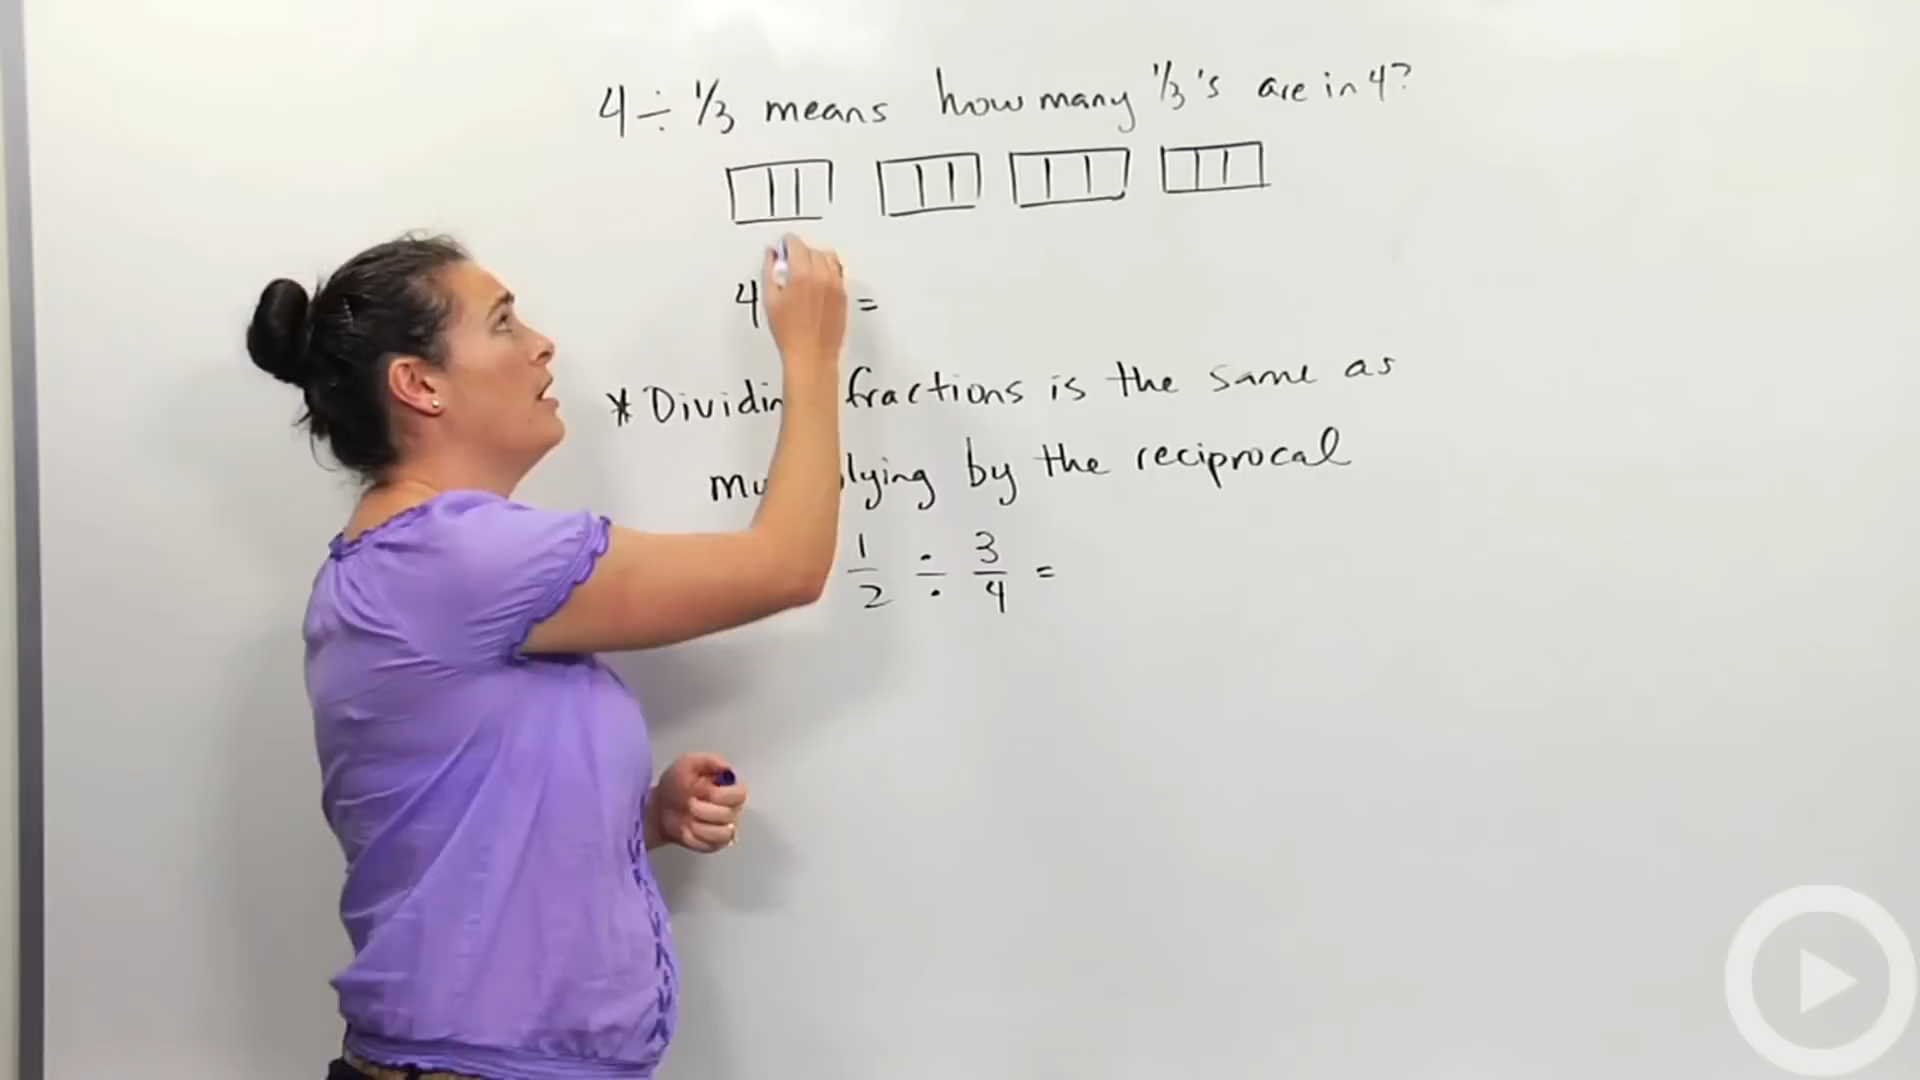 4 ÷ 1/3 means how many 1/3's are in 4?
4 =
* Dividing fractions is the same as
by the reciprocal
1/2 ÷ 3/4 =